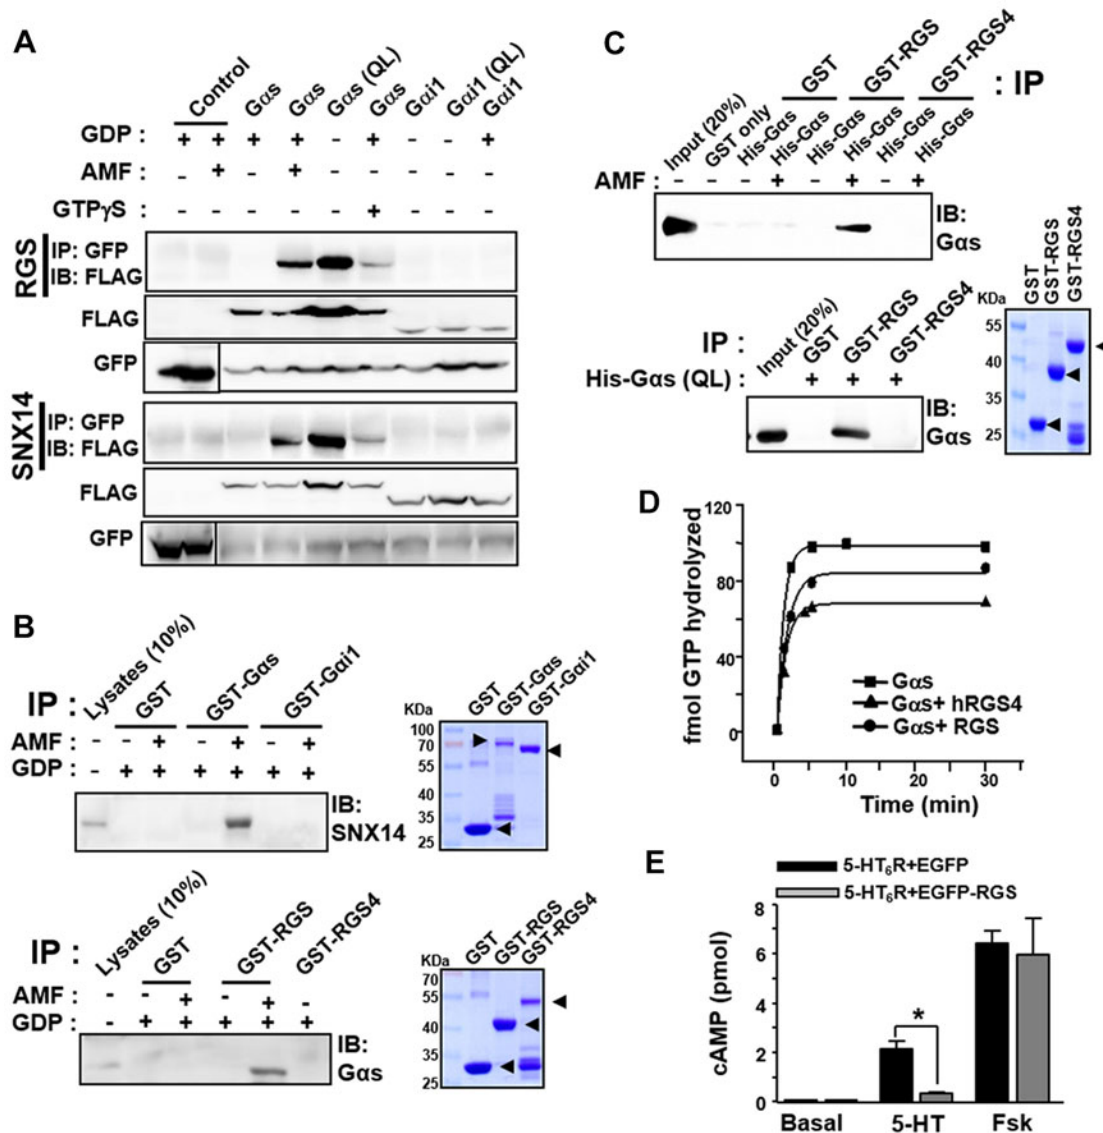 A
Control
Gαs
Gαs
Gαs (QL)
Gαs
Gαi1
Gαi1 (QL)
Gαi1
GDP : + + + + - + - - +
AMF : - + - + - - - - -
GTPγS : - - - - - + - - -
RGS
IP: GFP
IB: FLAG
FLAG
GFP
SNX14
IP: GFP
IB: FLAG
FLAG
GFP
B
IP :
Lysates (10%)
GST
GST-Gαs
GST-Gαi1
AMF : - - + - + - +
GDP : - + + + + + +
IB:
SNX14
GST
GST-Gαs
GST-Gαi1
KDa
100
70
55
40
35
25
IP :
Lysates (10%)
GST
GST-RGS
GST-RGS4
AMF : - - + - + -
GDP : - + + + + +
IB:
Gαs
GST
GST-RGS
GST-RGS4
KDa
70
55
40
35
25
C
GST
GST-RGS
GST-RGS4
: IP
Input (20%)
GST only
His-Gαs
His-Gαs
His-Gαs
His-Gαs
His-Gαs
His-Gαs
AMF : - - - + - + - +
IB:
Gαs
IP :
Input (20%)
GST
GST-RGS
GST-RGS4
His-Gαs (QL) : + + +
IB:
Gαs
GST
GST-RGS
GST-RGS4
KDa
55
40
35
25
D
fmol GTP hydrolyzed
120
80
40
0
0 10 20 30
Time (min)
Gαs
Gαs+ hRGS4
Gαs+ RGS
E
5-HT₆R+EGFP
5-HT₆R+EGFP-RGS
cAMP (pmol)
8
6
4
2
0
*
Basal 5-HT Fsk